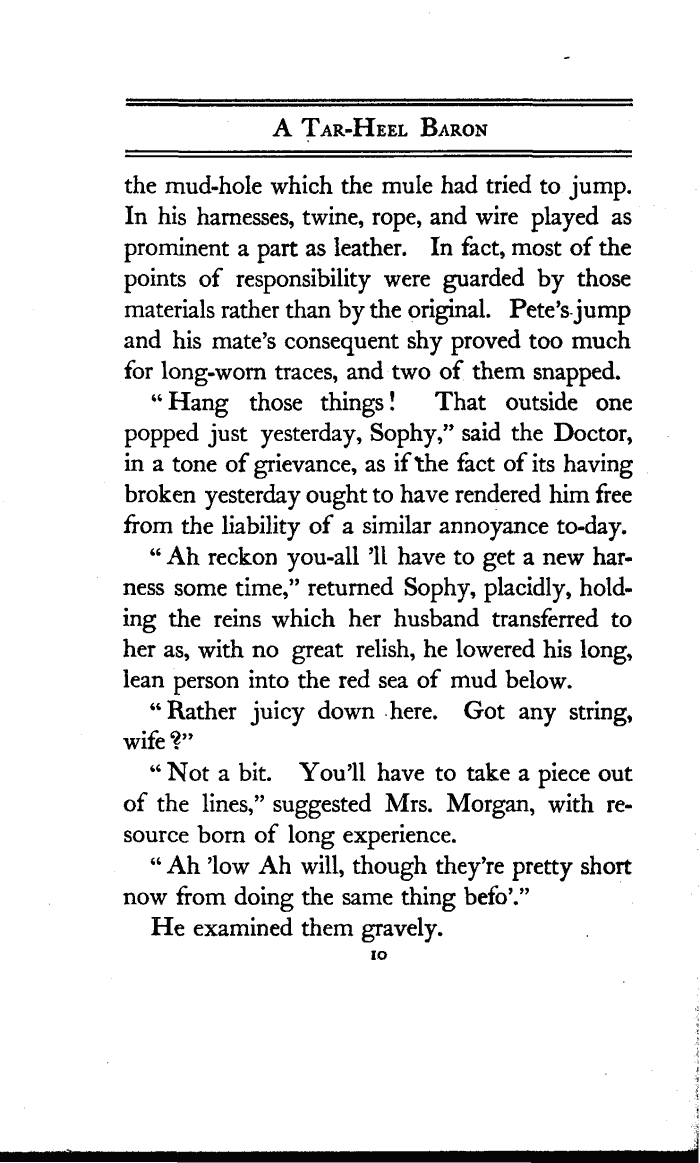 A TAR-HEEL BARON
the mud-hole which the mule had tried to jump.
In his harnesses, twine, rope, and wire played as
prominent a part as leather. In fact, most of the
points of responsibility were guarded by those
materials rather than by the original. Pete's jump
and his mate's consequent shy proved too much
for long-worn traces, and two of them snapped.
“Hang those things! That outside one
popped just yesterday, Sophy,” said the Doctor,
in a tone of grievance, as if the fact of its having
broken yesterday ought to have rendered him free
from the liability of a similar annoyance to-day.
“Ah reckon you-all 'll have to get a new har-
ness some time,” returned Sophy, placidly, hold-
ing the reins which her husband transferred to
her as, with no great relish, he lowered his long,
lean person into the red sea of mud below.
“Rather juicy down here. Got any string,
wife?”
“Not a bit. You'll have to take a piece out
of the lines,” suggested Mrs. Morgan, with re-
source born of long experience.
“Ah 'low Ah will, though they're pretty short
now from doing the same thing befo'.”
He examined them gravely.
10